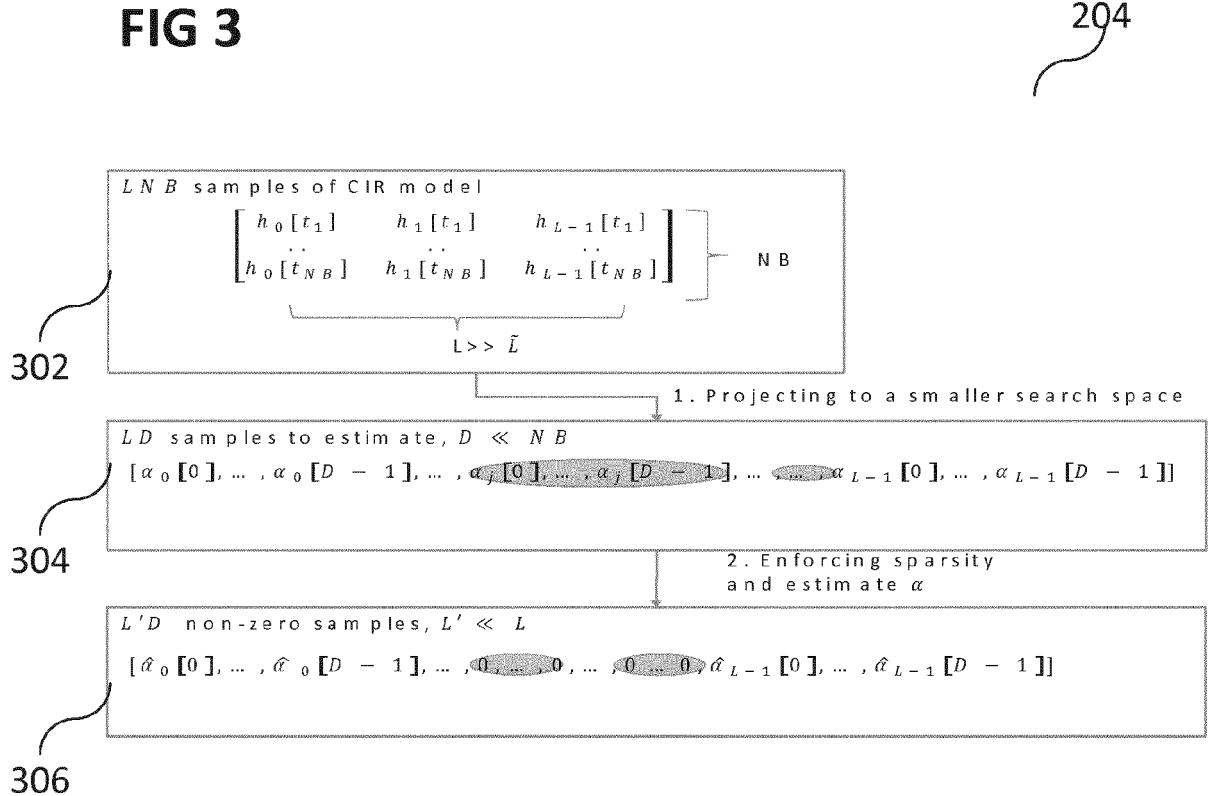 FIG 3
204
L N B samples of CIR model
[ h_0 [t_1] h_1 [t_1] h_{L-1} [t_1]
.. .. ..
h_0 [t_{NB}] h_1 [t_{NB}] h_{L-1} [t_{NB}] ]
NB
L>> L̃
302
1. Projecting to a smaller search space
LD samples to estimate, D ≪ NB
[α_0 [0], … , α_0 [D − 1], … , α_j [0], … , α_j [D − 1], … , … , α_{L−1} [0], … , α_{L−1} [D − 1]]
304
2. Enforcing sparsity
and estimate α
L'D non-zero samples, L' ≪ L
[α̂_0 [0], … , α̂_0 [D − 1], … , 0, … , 0, … , 0 … 0, α̂_{L−1} [0], … , α̂_{L−1} [D − 1]]
306